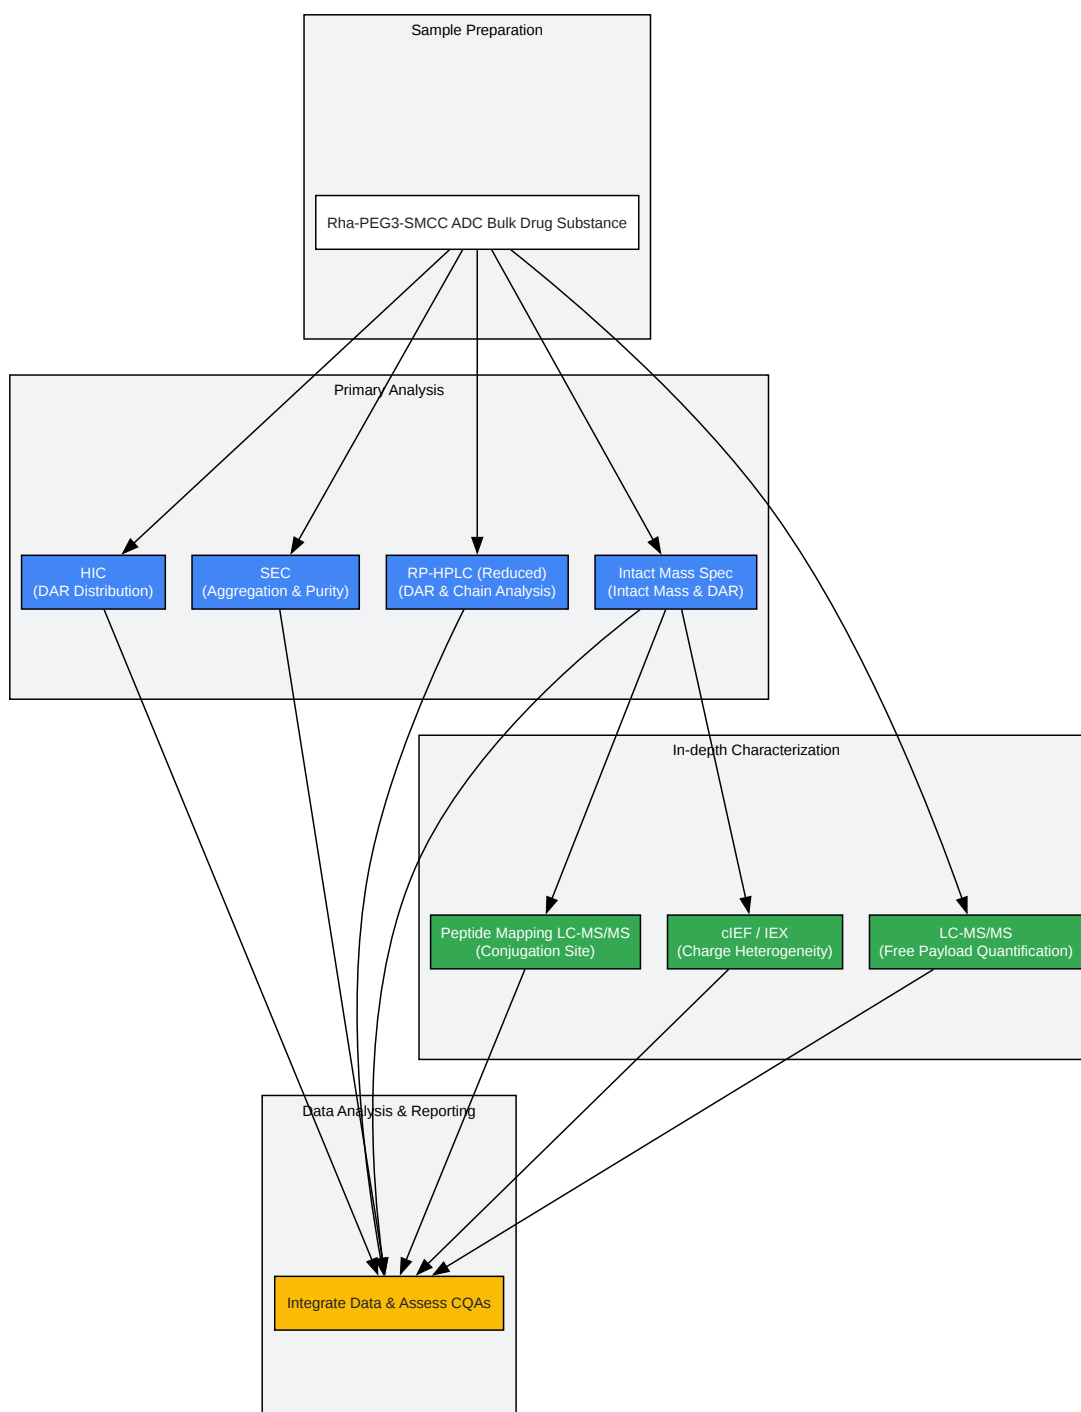 Sample Preparation
Rha-PEG3-SMCC ADC Bulk Drug Substance
Primary Analysis
HIC
(DAR Distribution)
SEC
(Aggregation & Purity)
RP-HPLC (Reduced)
(DAR & Chain Analysis)
Intact Mass Spec
(Intact Mass & DAR)
In-depth Characterization
Peptide Mapping LC-MS/MS
(Conjugation Site)
cIEF / IEX
(Charge Heterogeneity)
LC-MS/MS
(Free Payload Quantification)
Data Analysis & Reporting
Integrate Data & Assess CQAs